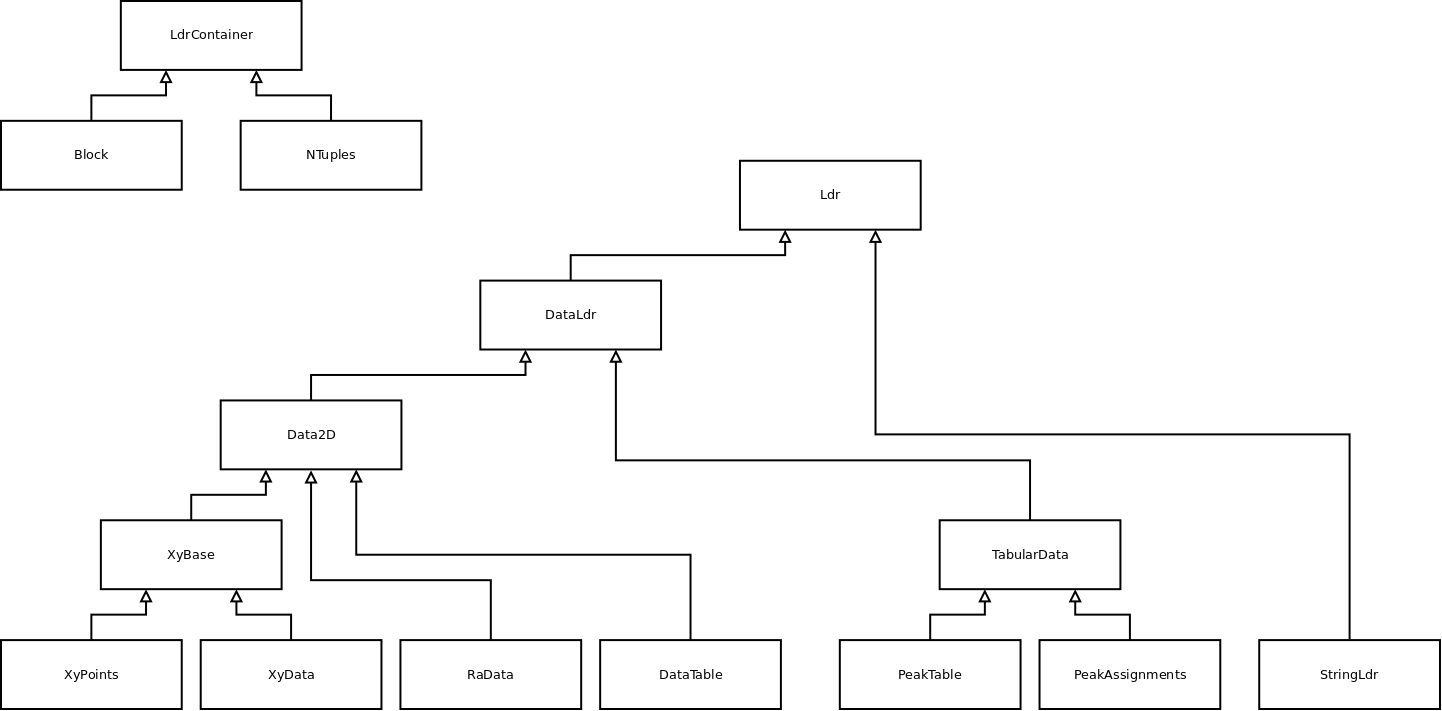 LdrContainer
Block
NTuples
Ldr
DataLdr
Data2D
XyBase
TabularData
XyPoints
XyData
RaData
DataTable
PeakTable
PeakAssignments
StringLdr